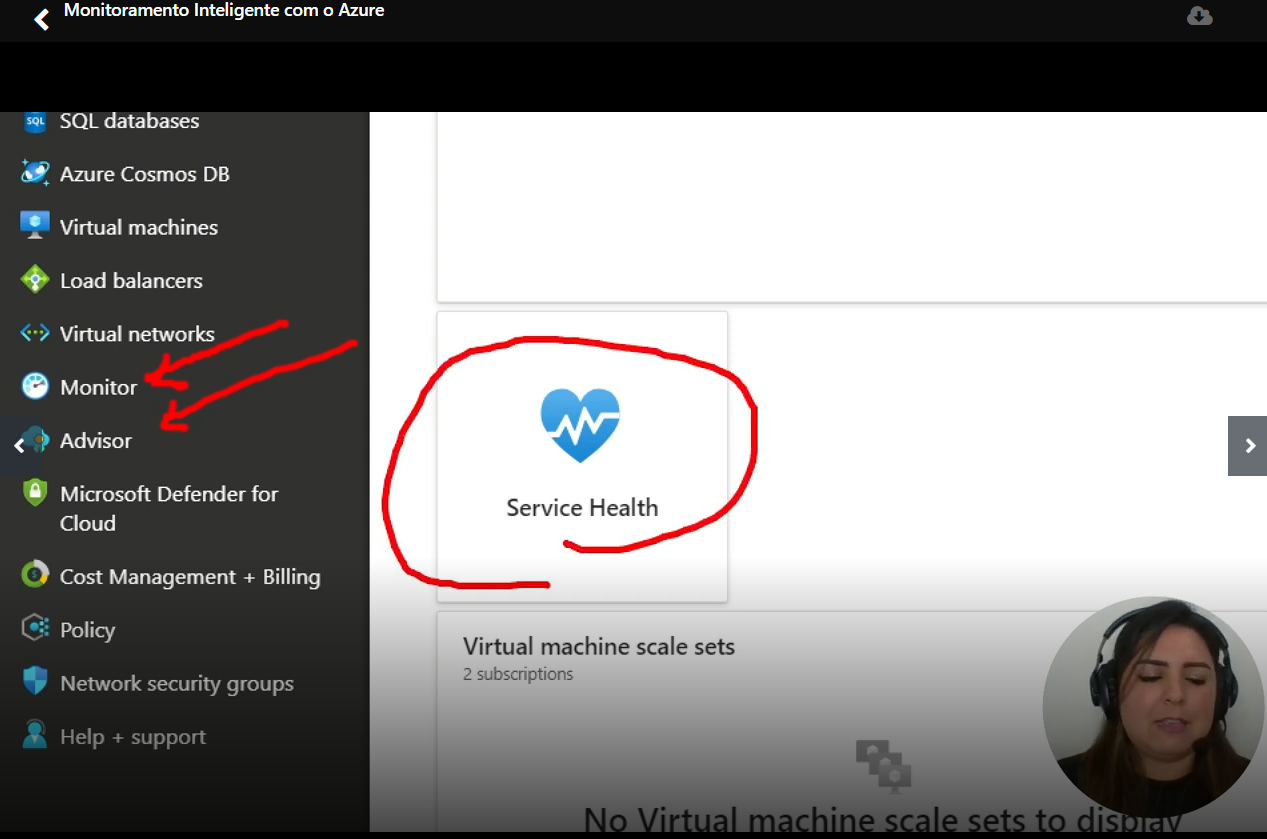 Monitoramento Inteligente com o Azure
SQL
SQL databases
Azure Cosmos DB
Virtual machines
Load balancers
Virtual networks
Monitor
Advisor
Microsoft Defender for
Cloud
Cost Management + Billing
Policy
Network security groups
Help + support
Service Health
Virtual machine scale sets
2 subscriptions
No Virtual machine scale sets to display